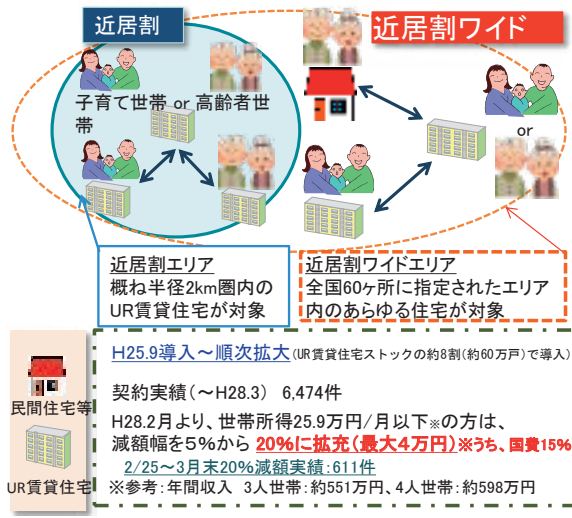 近居割
近居割ワイド
子育て世帯 or 高齢者世
帯
or
近居割エリア
概ね半径2km圏内の
UR賃貸住宅が対象
近居割ワイドエリア
全国60ヶ所に指定されたエリア
内のあらゆる住宅が対象
民間住宅等
UR賃貸住宅
H25.9導入～順次拡大(UR賃貸住宅ストックの約8割(約60万戸)で導入)
契約実績(～H28.3) 6,474件
H28.2月より、世帯所得25.9万円/月以下※の方は、
減額幅を5%から 20%に拡充(最大4万円)※うち、国費15%
2/25～3月末20%減額実績:611件
※参考:年間収入 3人世帯:約551万円、4人世帯:約598万円